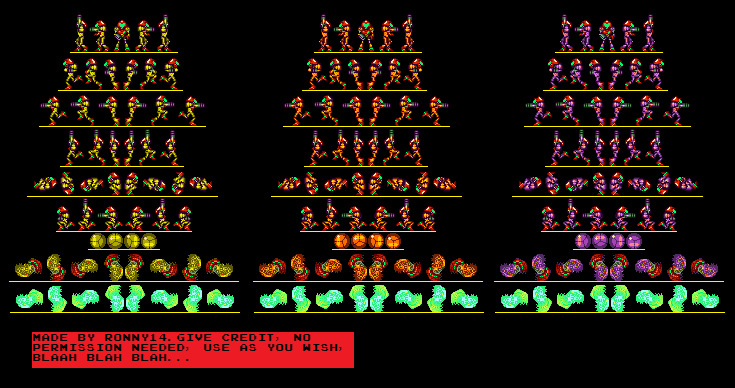 MADE BY RONNY14. GIVE CREDIT, NO
PERMISSION NEEDED, USE AS YOU WISH,
BLAAH BLAH BLAH...